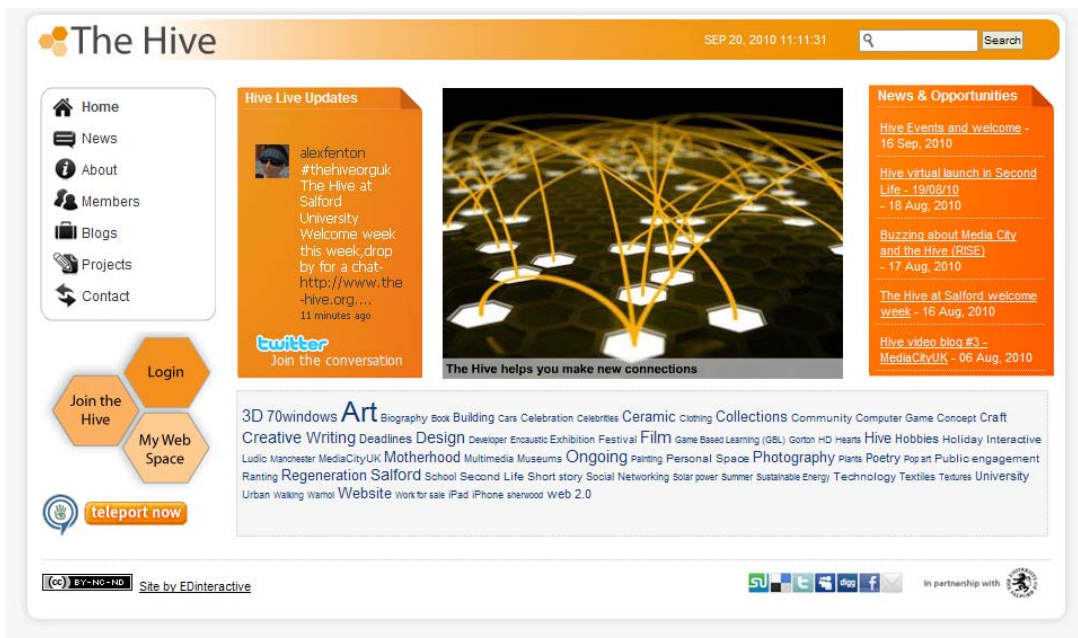 The Hive
SEP 20, 2010 11:11:31
Search
Home
News
About
Members
Blogs
Projects
Contact
Login
Join the
Hive
My Web
Space
teleport now
Hive Live Updates
alexfenton
#thehiveorguk
The Hive at
Salford
University
Welcome week
this week,drop
by for a chat-
http://www.the
-hive.org....
11 minutes ago
twitter
Join the conversation
The Hive helps you make new connections
News & Opportunities
Hive Events and welcome -
16 Sep, 2010
Hive virtual launch in Second
Life - 19/08/10
- 18 Aug, 2010
Buzzing about Media City
and the Hive (RISE)
- 17 Aug, 2010
The Hive at Salford welcome
week - 16 Aug, 2010
Hive video blog #3 -
MediaCityUK - 06 Aug, 2010
3D 70windows Art Biography Book Building Cars Celebration Celebrities Ceramic Clothing Collections Community Computer Game Concept Craft
Creative Writing Deadlines Design Developer Encaustic Exhibition Festival Film Game Based Learning (GBL) Gorton HD Hearts Hive Hobbies Holiday Interactive
Ludic Manchester MediaCityUK Motherhood Multimedia Museums Ongoing Painting Personal Space Photography Plants Poetry Pop art Public engagement
Ranting Regeneration Salford School Second Life Short story Social Networking Solar power Summer Sustainable Energy Technology Textiles Textures University
Urban Walking Warhol Website Work for sale iPad iPhone sherwood web 2.0
(cc) BY-NC-ND Site by EDinteractive
digg
In partnership with